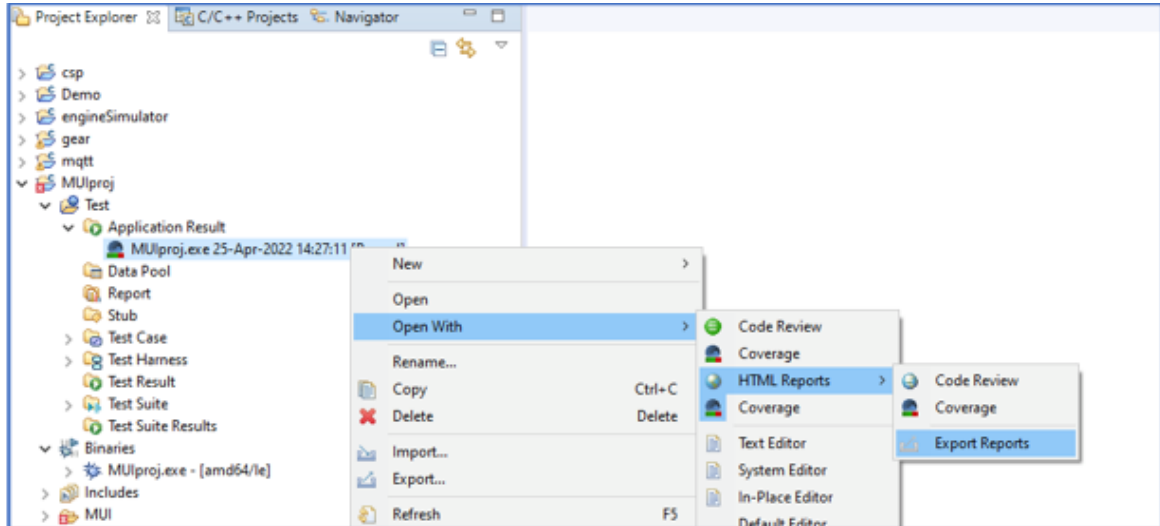 Project Explorer C/C++ Projects Navigator
csp
Demo
engineSimulator
gear
mqtt
MUIproj
Test
Application Result
MUIproj.exe 25-Apr-2022 14:27:11
Data Pool
Report
Stub
Test Case
Test Harness
Test Result
Test Suite
Test Suite Results
Binaries
MUIproj.exe - [amd64/le]
Includes
MUI
New
Open
Open With
Rename...
Copy Ctrl+C
Delete Delete
Import...
Export...
Refresh F5
Code Review
Coverage
HTML Reports
Coverage
Text Editor
System Editor
In-Place Editor
Default Editor
Code Review
Coverage
Export Reports